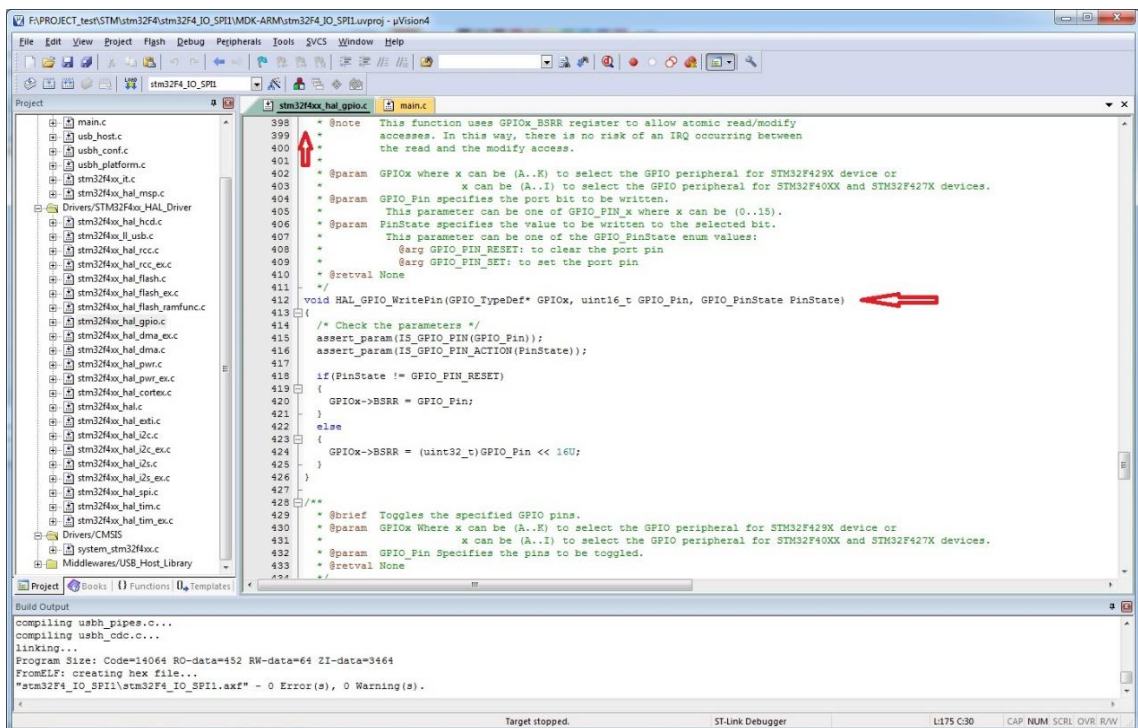 F:\PROJECT_test\STM\stm32F4\stm32F4_IO_SPI1\MDK-ARM\stm32F4_IO_SPI1.uvproj - µVision4
File Edit View Project Flash Debug Peripherals Tools SVCS Window Help
stm32F4_IO_SPI1
Project
stm32f4xx_hal_gpio.c main.c
main.c
usb_host.c
usbh_conf.c
usbh_platform.c
stm32f4xx_it.c
stm32f4xx_hal_msp.c
Drivers/STM32F4xx_HAL_Driver
stm32f4xx_hal_hcd.c
stm32f4xx_ll_usb.c
stm32f4xx_hal_rcc.c
stm32f4xx_hal_rcc_ex.c
stm32f4xx_hal_flash.c
stm32f4xx_hal_flash_ex.c
stm32f4xx_hal_flash_ramfunc.c
stm32f4xx_hal_gpio.c
stm32f4xx_hal_dma_ex.c
stm32f4xx_hal_dma.c
stm32f4xx_hal_pwr.c
stm32f4xx_hal_pwr_ex.c
stm32f4xx_hal_cortex.c
stm32f4xx_hal.c
stm32f4xx_hal_exti.c
stm32f4xx_hal_i2c.c
stm32f4xx_hal_i2c_ex.c
stm32f4xx_hal_i2s.c
stm32f4xx_hal_i2s_ex.c
stm32f4xx_hal_spi.c
stm32f4xx_hal_tim.c
stm32f4xx_hal_tim_ex.c
Drivers/CMSIS
system_stm32f4xx.c
Middlewares/USB_Host_Library
Project Books {} Functions Templates
398 * @note This function uses GPIOx_BSRR register to allow atomic read/modify
399 * accesses. In this way, there is no risk of an IRQ occurring between
400 * the read and the modify access.
401 *
402 * @param GPIOx where x can be (A..K) to select the GPIO peripheral for STM32F429X device or
403 * x can be (A..I) to select the GPIO peripheral for STM32F40XX and STM32F427X devices.
404 * @param GPIO_Pin specifies the port bit to be written.
405 * This parameter can be one of GPIO_PIN_x where x can be (0..15).
406 * @param PinState specifies the value to be written to the selected bit.
407 * This parameter can be one of the GPIO_PinState enum values:
408 * @arg GPIO_PIN_RESET: to clear the port pin
409 * @arg GPIO_PIN_SET: to set the port pin
410 * @retval None
411 */
412 void HAL_GPIO_WritePin(GPIO_TypeDef* GPIOx, uint16_t GPIO_Pin, GPIO_PinState PinState)
413 {
414 /* Check the parameters */
415 assert_param(IS_GPIO_PIN(GPIO_Pin));
416 assert_param(IS_GPIO_PIN_ACTION(PinState));
417
418 if(PinState != GPIO_PIN_RESET)
419 {
420 GPIOx->BSRR = GPIO_Pin;
421 }
422 else
423 {
424 GPIOx->BSRR = (uint32_t)GPIO_Pin << 16U;
425 }
426 }
427
428 /**
429 * @brief Toggles the specified GPIO pins.
430 * @param GPIOx Where x can be (A..K) to select the GPIO peripheral for STM32F429X device or
431 * x can be (A..I) to select the GPIO peripheral for STM32F40XX and STM32F427X devices.
432 * @param GPIO_Pin Specifies the pins to be toggled.
433 * @retval None
434 */
Build Output
compiling usbh_pipes.c...
compiling usbh_cdc.c...
linking...
Program Size: Code=14064 RO-data=452 RW-data=64 ZI-data=3464
FromELF: creating hex file...
"stm32F4_IO_SPI1\stm32F4_IO_SPI1.axf" - 0 Error(s), 0 Warning(s).
Target stopped. ST-Link Debugger L:175 C:30 CAP NUM SCRL OVR R/W